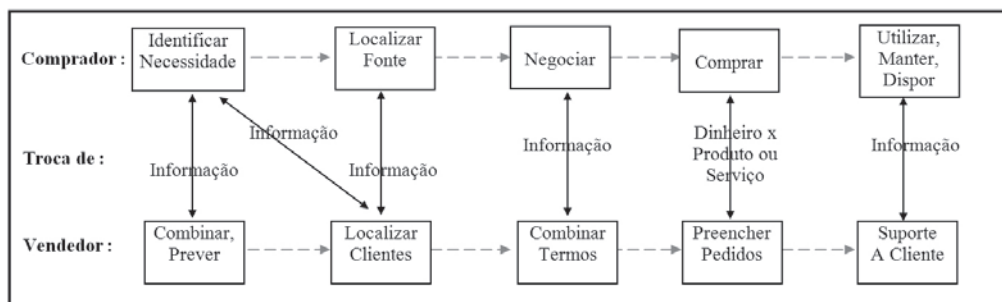 Comprador :
Identificar
Necessidade
Localizar
Fonte
Negociar
Comprar
Utilizar,
Manter,
Dispor
Troca de :
Informação
Informação
Informação
Informação
Dinheiro x
Produto ou
Serviço
Informação
Vendedor :
Combinar,
Prever
Localizar
Clientes
Combinar
Termos
Preencher
Pedidos
Suporte
A Cliente